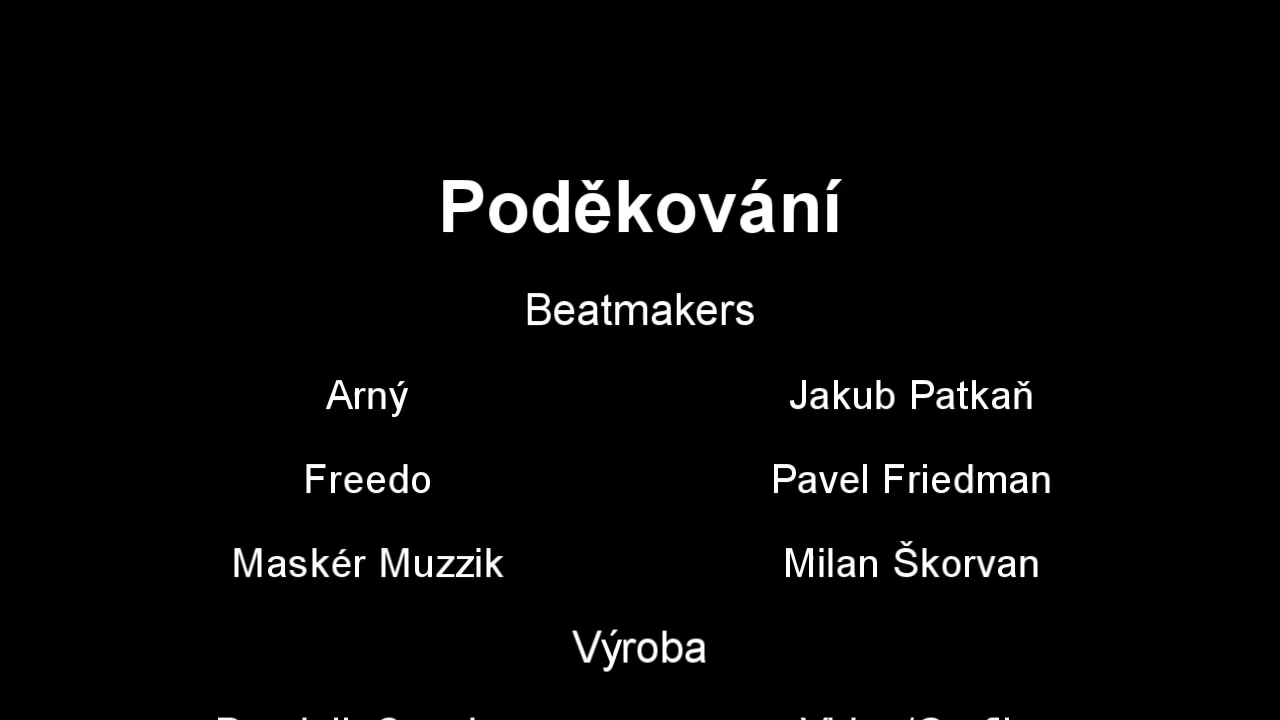 Poděkování
Beatmakers
Arný Jakub Patkaň
Freedo Pavel Friedman
Maskér Muzzik Milan Škorvan
Výroba